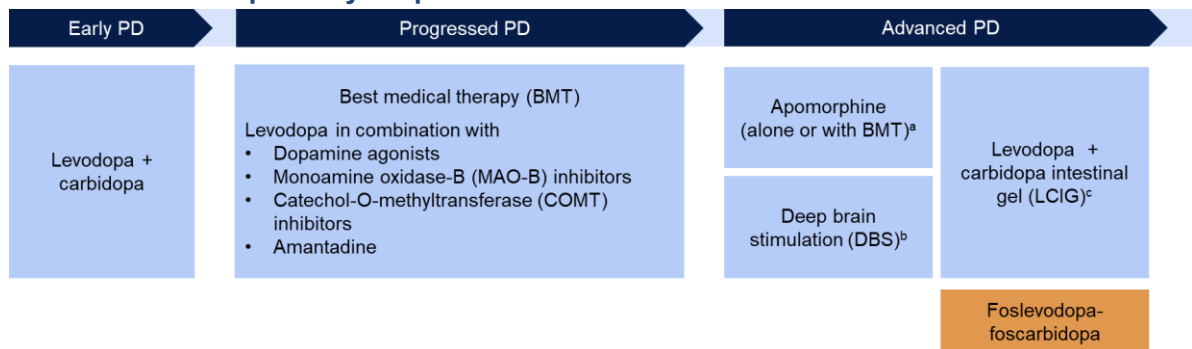 Early PD
Progressed PD
Advanced PD
Levodopa +
carbidopa
Best medical therapy (BMT)
Levodopa in combination with
• Dopamine agonists
• Monoamine oxidase-B (MAO-B) inhibitors
• Catechol-O-methyltransferase (COMT)
inhibitors
• Amantadine
Apomorphine
(alone or with BMT)ᵃ
Deep brain
stimulation (DBS)ᵇ
Levodopa +
carbidopa intestinal
gel (LCIG)ᶜ
Foslevodopa-
foscarbidopa